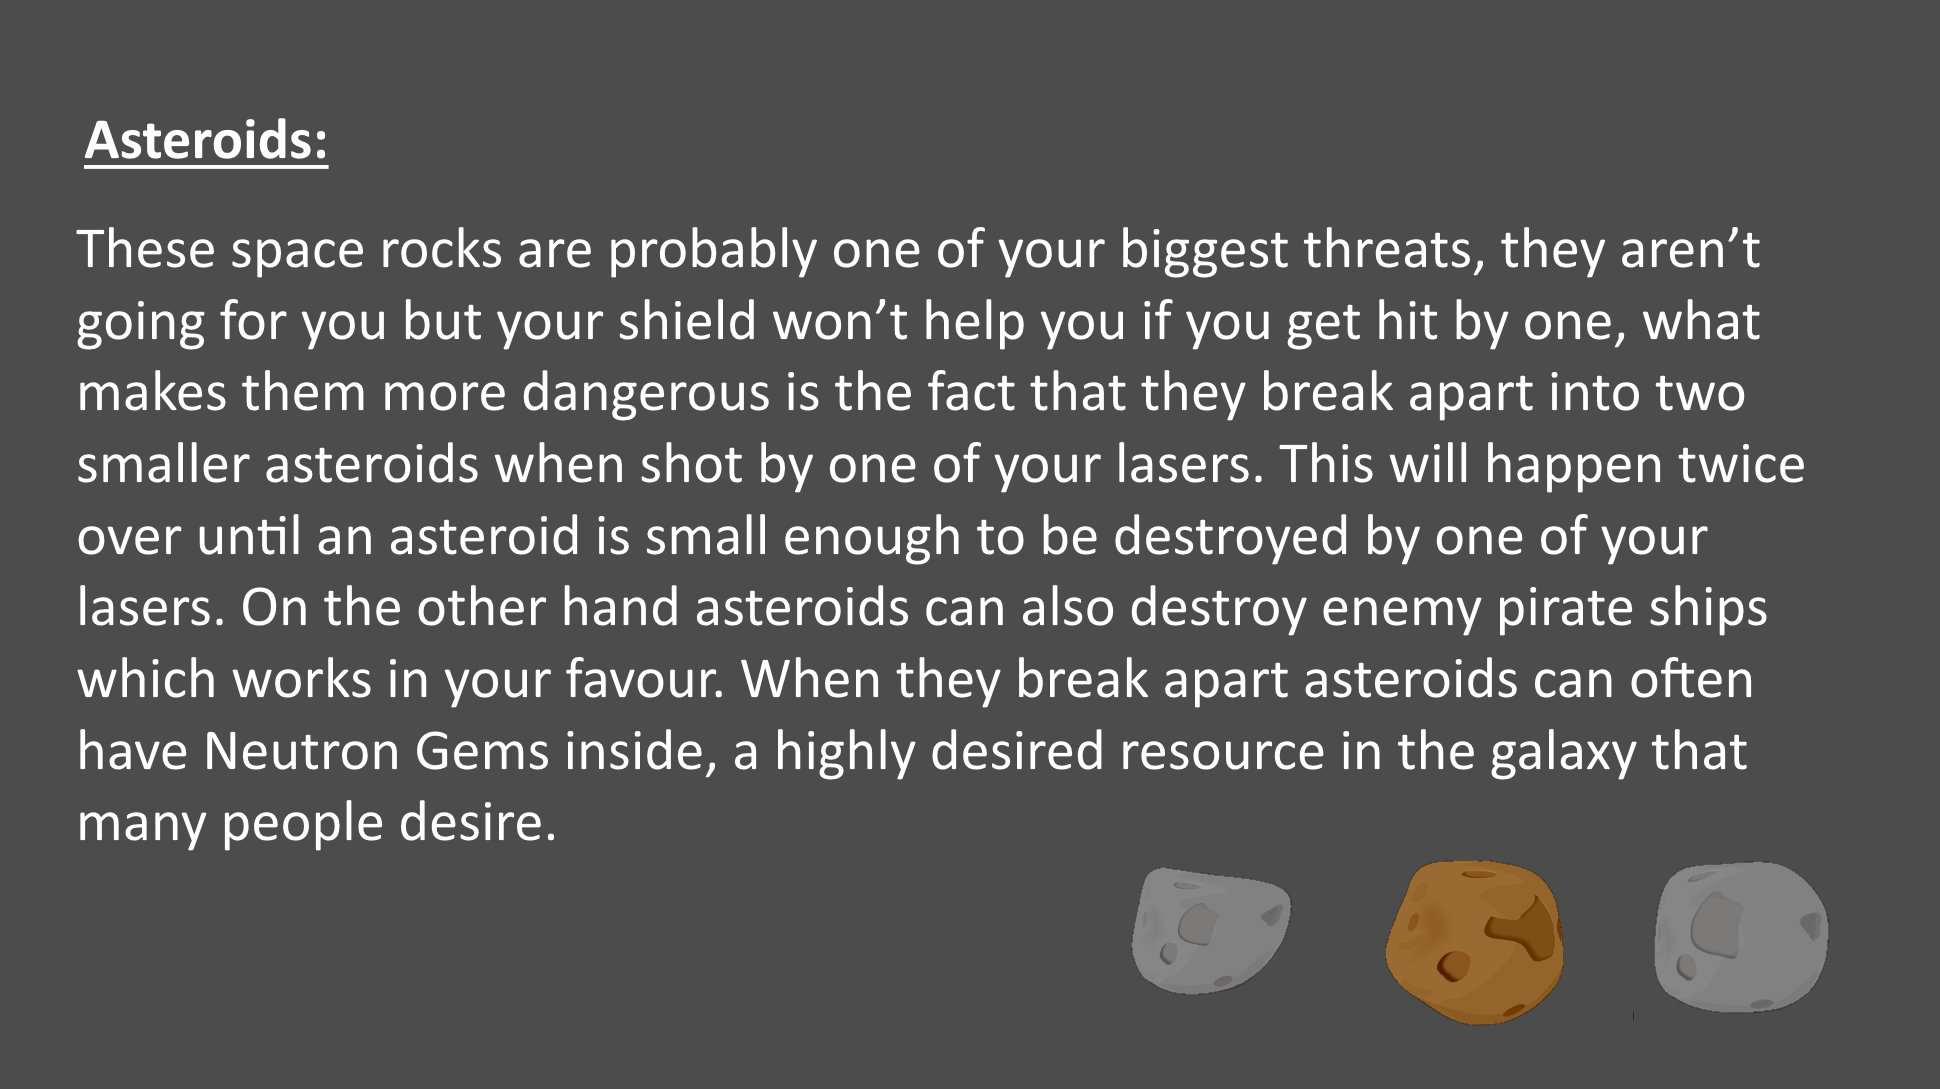 Asteroids:
These space rocks are probably one of your biggest threats, they aren’t
going for you but your shield won’t help you if you get hit by one, what
makes them more dangerous is the fact that they break apart into two
smaller asteroids when shot by one of your lasers. This will happen twice
over until an asteroid is small enough to be destroyed by one of your
lasers. On the other hand asteroids can also destroy enemy pirate ships
which works in your favour. When they break apart asteroids can often
have Neutron Gems inside, a highly desired resource in the galaxy that
many people desire.